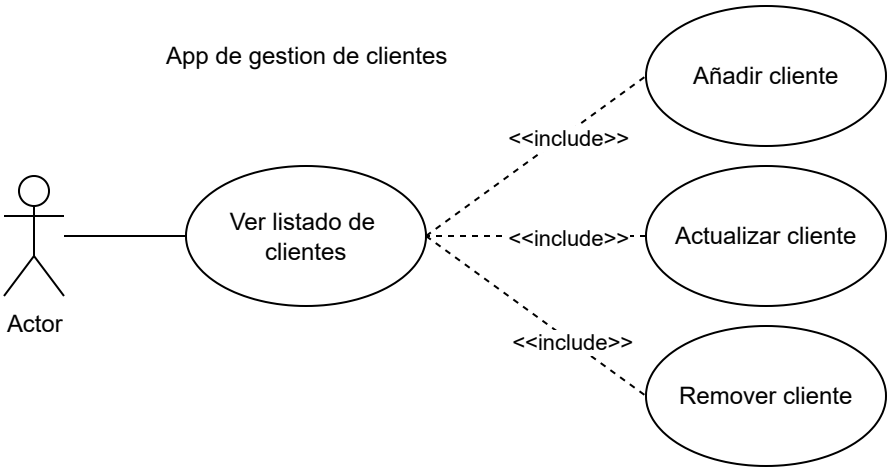 App de gestion de clientes
Añadir cliente
<<include>>
Ver listado de
clientes
<<include>>
Actualizar cliente
Actor
<<include>>
Remover cliente